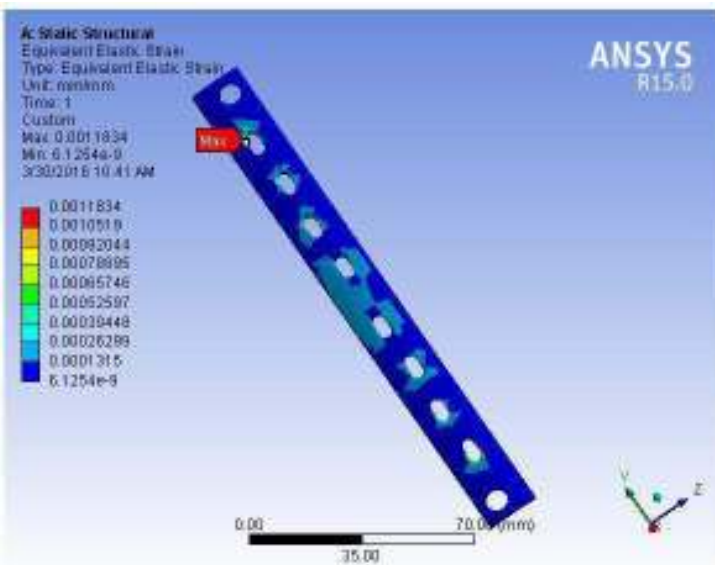 A: Static Structural
Equivalent Elastic Strain
Type: Equivalent Elastic Strain
Unit: mm/mm
Time: 1
Custom
Max: 0.0011834
Min: 6.1254e-9
3/30/2016 10:41 AM
0.0011834
0.0010519
0.00092044
0.00078895
0.00065746
0.00052597
0.00039448
0.00026299
0.0001315
6.1254e-9
Max
ANSYS
R15.0
0.00
70.00 (mm)
35.00
Y
Z